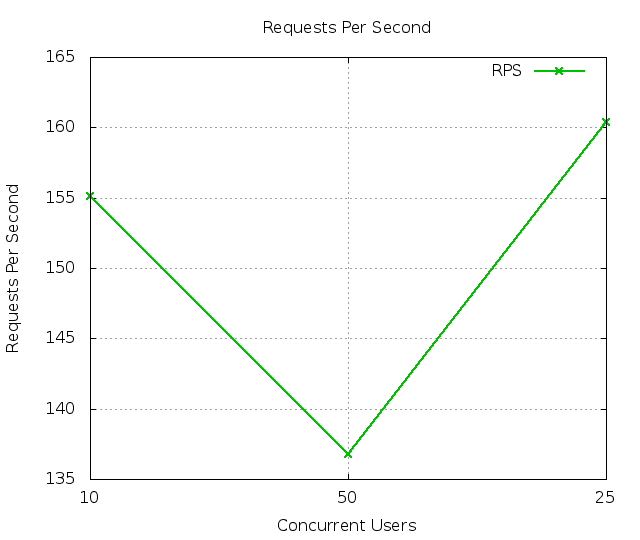 Requests Per Second
RPS
165
160
155
150
145
140
135
Requests Per Second
10
50
25
Concurrent Users